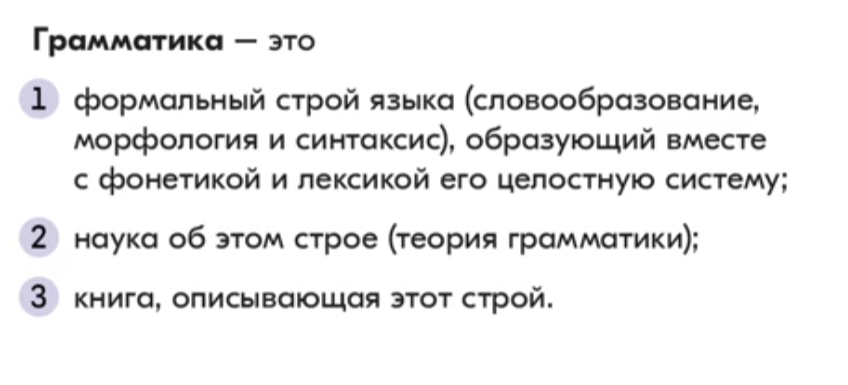 Грамматика — это
1 формальный строй языка (словообразование,
морфология и синтаксис), образующий вместе
с фонетикой и лексикой его целостную систему;
2 наука об этом строе (теория грамматики);
3 книга, описывающая этот строй.